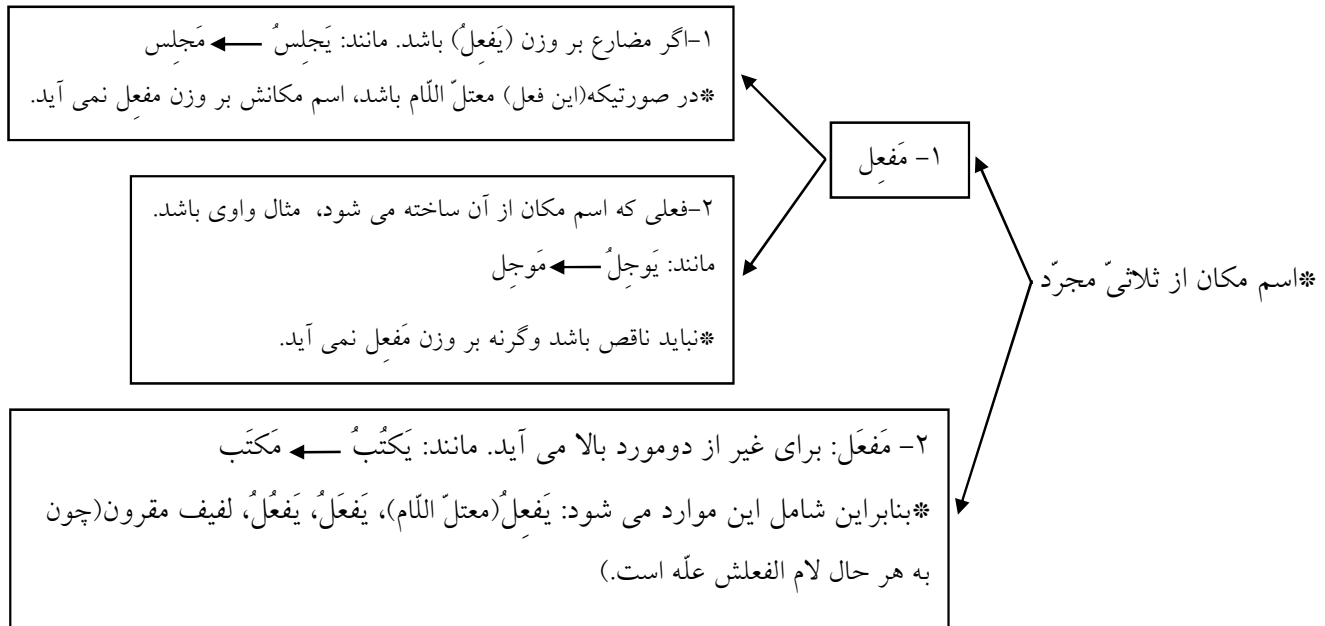 *اسم مکان از ثلاثیّ مجرّد
۱- مَفعِل
۱-اگر مضارع بر وزن (یَفعِلُ) باشد. مانند: یَجلِسُ ← مَجلِس
*در صورتیکه(این فعل) معتلّ اللّام باشد، اسم مکانش بر وزن مفعِل نمی آید.
۲-فعلی که اسم مکان از آن ساخته می شود، مثال واوی باشد.
مانند: یَوجِلُ ← مَوجِل
*نباید ناقص باشد وگرنه بر وزن مَفعِل نمی آید.
۲- مَفعَل: برای غیر از دومورد بالا می آید. مانند: یَکتُبُ ← مَکتَب
*بنابراین شامل این موارد می شود: یَفعِلُ(معتلّ اللّام)، یَفعَلُ، یَفعُلُ، لفیف مقرون(چون
به هر حال لام الفعلش علّه است.)